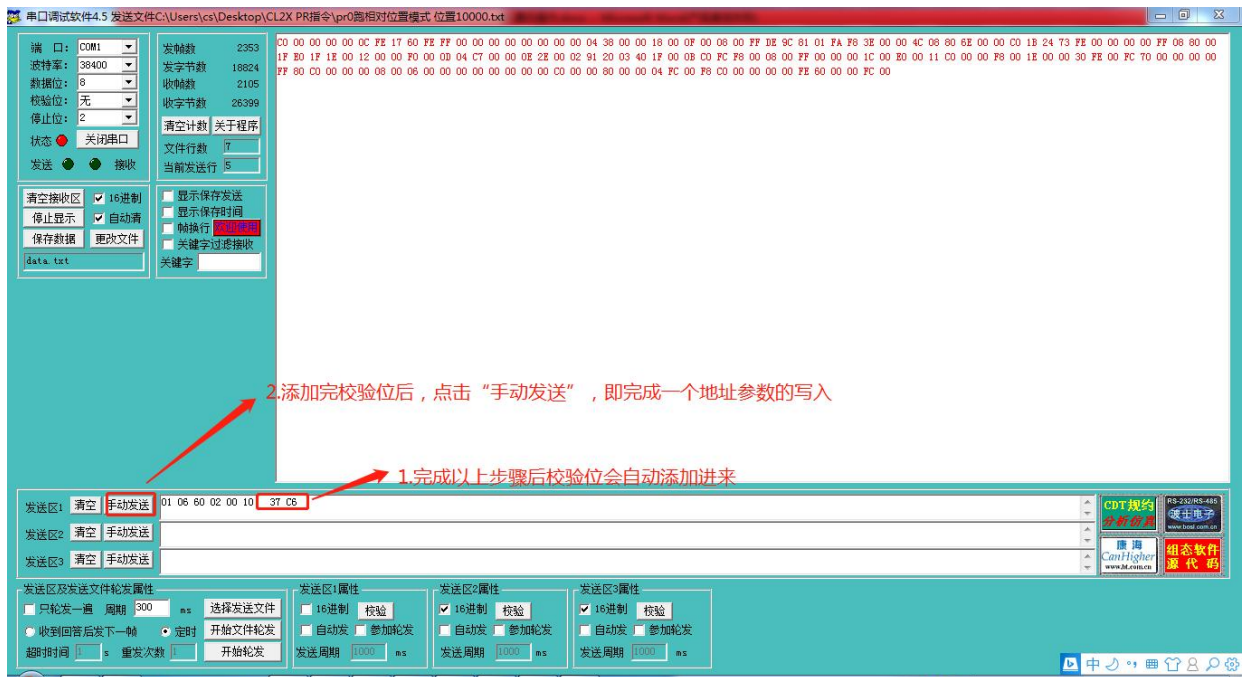 串口调试软件4.5 发送文件C:\Users\cs\Desktop\CL2X PR指令\pr0跑相对位置模式 位置10000.txt
端 口: COM1
波特率: 38400
数据位: 8
校验位: 无
停止位: 2
状态 关闭串口
发送 接收
发帧数 2353
发字节数 18824
收帧数 2105
收字节数 26399
清空计数 关于程序
文件行数 7
当前发送行 5
清空接收区 16进制
停止显示 自动清
保存数据 更改文件
data.txt
显示保存发送
显示保存时间
帧换行 欢迎使用
关键字过滤接收
关键字
C0 00 00 00 00 0C FE 17 60 FE FF 00 00 00 00 00 00 00 00 04 38 00 00 18 00 0F 00 08 00 FF DE 9C 81 01 FA F8 3E 00 00 4C 08 80 6E 00 00 C0 1B 24 73 FE 00 00 00 00 FF 08 80 00
1F E0 1F 1E 00 12 00 00 F0 00 0D 04 C7 00 00 0E 2E 00 02 91 20 03 40 1F 00 0B C0 FC F8 00 08 00 FF 00 00 00 1C 00 E0 00 11 C0 00 00 F8 00 1E 00 00 30 FE 00 FC 70 00 00 00 00
FF 80 C0 00 00 00 08 00 06 00 00 00 00 00 00 00 00 C0 00 00 80 00 00 04 FC 00 F8 C0 00 00 00 00 FE 60 00 00 FC 00
2.添加完校验位后，点击“手动发送”，即完成一个地址参数的写入
1.完成以上步骤后校验位会自动添加进来
发送区1 清空 手动发送 01 06 60 02 00 10 37 C6
发送区2 清空 手动发送
发送区3 清空 手动发送
CDT规约
分析仿真
RS-232/RS-485
波士电子
www.bosi.com.cn
康海
CanHigher
组态软件
源代码
发送区及发送文件轮发属性
只轮发一遍 周期 300 ms 选择发送文件
收到回答后发下一帧 定时 开始文件轮发
超时时间 1 s 重发次数 1 开始轮发
发送区1属性
16进制 校验
自动发 参加轮发
发送周期 1000 ms
发送区2属性
16进制 校验
自动发 参加轮发
发送周期 1000 ms
发送区3属性
16进制 校验
自动发 参加轮发
发送周期 1000 ms
中